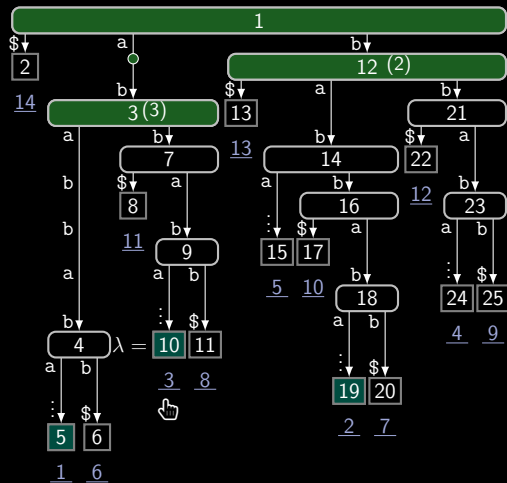 1
$ a b
2 12 (2)
14 b $ a b
3 (3) 13 21
a b 13 $ a
7 14 22
b $ a a b 12 b
8 16 23
b 11 b ⋮ $ a a b
9 15 17 ⋮ $
a a b 5 10 b 24 25
18 4 9
b ⋮ $ a b
4 λ = 10 11
a b 3 8 ⋮ $
19 20
⋮ $ 2 7
5 6
1 6